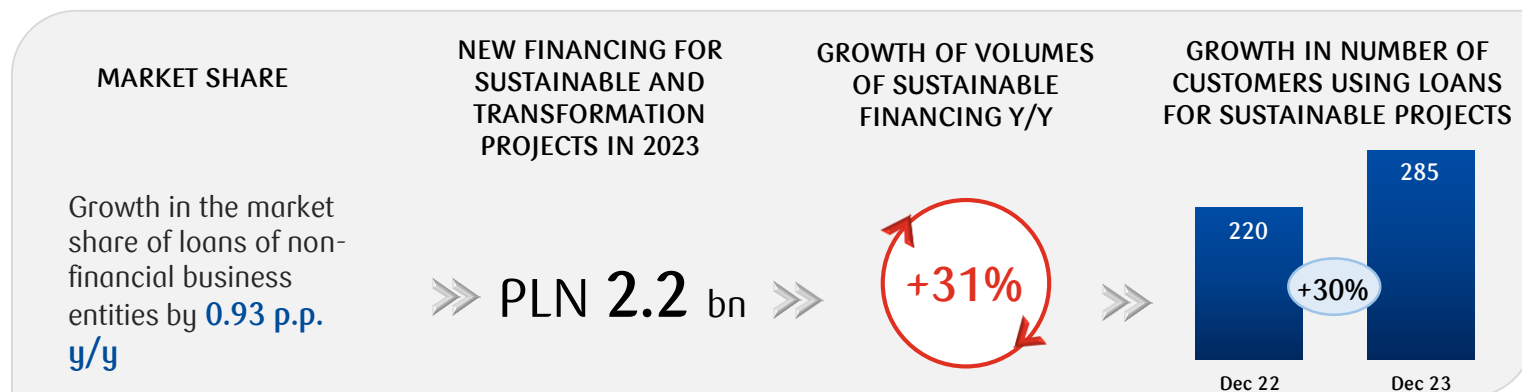 MARKET SHARE
Growth in the market
share of loans of non-
financial business
entities by 0.93 p.p.
y/y
NEW FINANCING FOR
SUSTAINABLE AND
TRANSFORMATION
PROJECTS IN 2023
PLN 2.2 bn
GROWTH OF VOLUMES
OF SUSTAINABLE
FINANCING Y/Y
+31%
GROWTH IN NUMBER OF
CUSTOMERS USING LOANS
FOR SUSTAINABLE PROJECTS
220
285
+30%
Dec 22
Dec 23